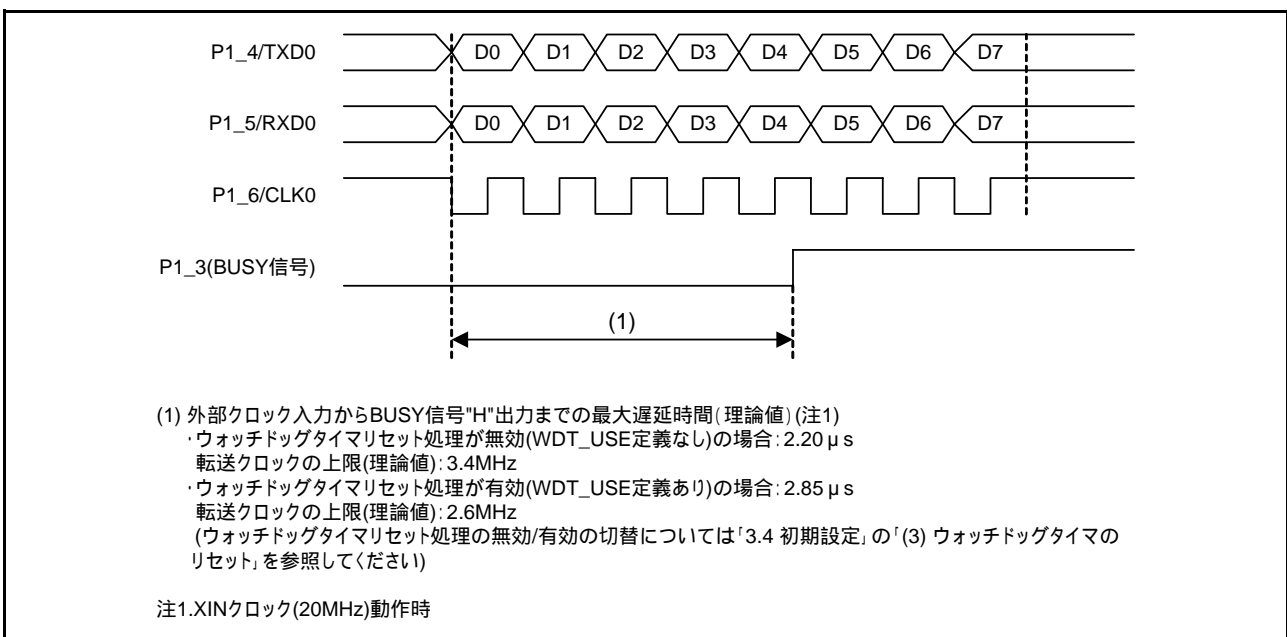 P1_4/TXD0 D0 D1 D2 D3 D4 D5 D6 D7
P1_5/RXD0 D0 D1 D2 D3 D4 D5 D6 D7
P1_6/CLK0
P1_3(BUSY信号)
(1)
(1) 外部クロック入力からBUSY信号"H"出力までの最大遅延時間(理論値)(注1)
・ウォッチドッグタイマリセット処理が無効(WDT_USE定義なし)の場合:2.20μs
転送クロックの上限(理論値):3.4MHz
・ウォッチドッグタイマリセット処理が有効(WDT_USE定義あり)の場合:2.85μs
転送クロックの上限(理論値):2.6MHz
(ウォッチドッグタイマリセット処理の無効/有効の切替については「3.4 初期設定」の「(3) ウォッチドッグタイマの
リセット」を参照してください)
注1.XINクロック(20MHz)動作時